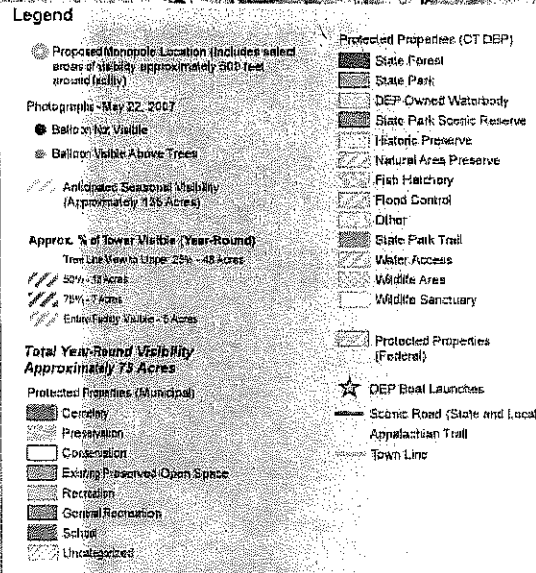 Legend
Proposed Monopole Location (Includes select
areas of visibility approximately 500 feet
around facility)
Photographs - May 22, 2007
Balloon Not Visible
Balloon Visible Above Trees
Anticipated Seasonal Visibility
(Approximately 135 Acres)
Approx. % of Tower Visible (Year-Round)
Tree Line View to Upper 25% - 48 Acres
50% - 13 Acres
75% - 7 Acres
Entire Facility Visible - 5 Acres
Total Year-Round Visibility
Approximately 73 Acres
Protected Properties (Municipal)
Cemetery
Preservation
Conservation
Existing Preserved Open Space
Recreation
General Recreation
School
Uncategorized
Protected Properties (CT DEP)
State Forest
State Park
DEP Owned Waterbody
State Park Scenic Reserve
Historic Preserve
Natural Area Preserve
Fish Hatchery
Flood Control
Other
State Park Trail
Water Access
Wildlife Area
Wildlife Sanctuary
Protected Properties
(Federal)
DEP Boat Launches
Scenic Road (State and Local)
Appalachian Trail
Town Line